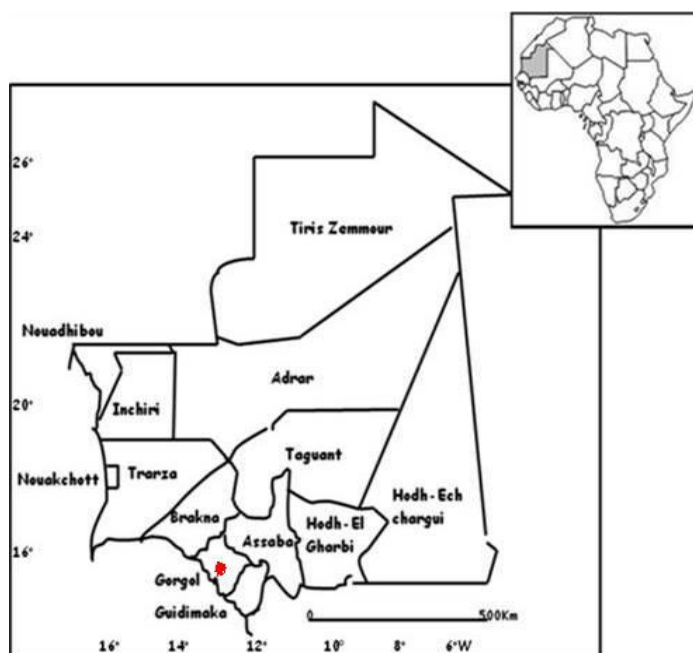 26°
Tiris Zemmour
24°
Nouadhibou
Adrar
20°
Inchiri
Taguant
Nouakchott
Trarza
Hodh-Ech
chargui
Brakna
Hodh-El
Gharbi
Assaba
16°
Gorgol
Guidimaka
0
500Km
16°
14°
12°
10°
8°
6°W